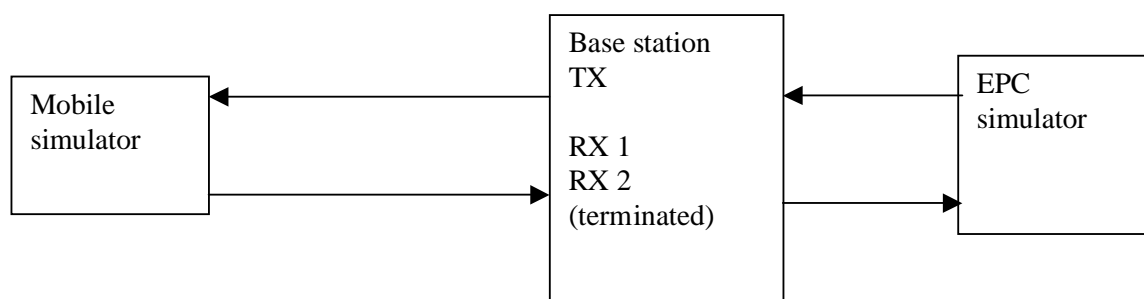 Mobile
simulator
Base station
TX
RX 1
RX 2
(terminated)
EPC
simulator